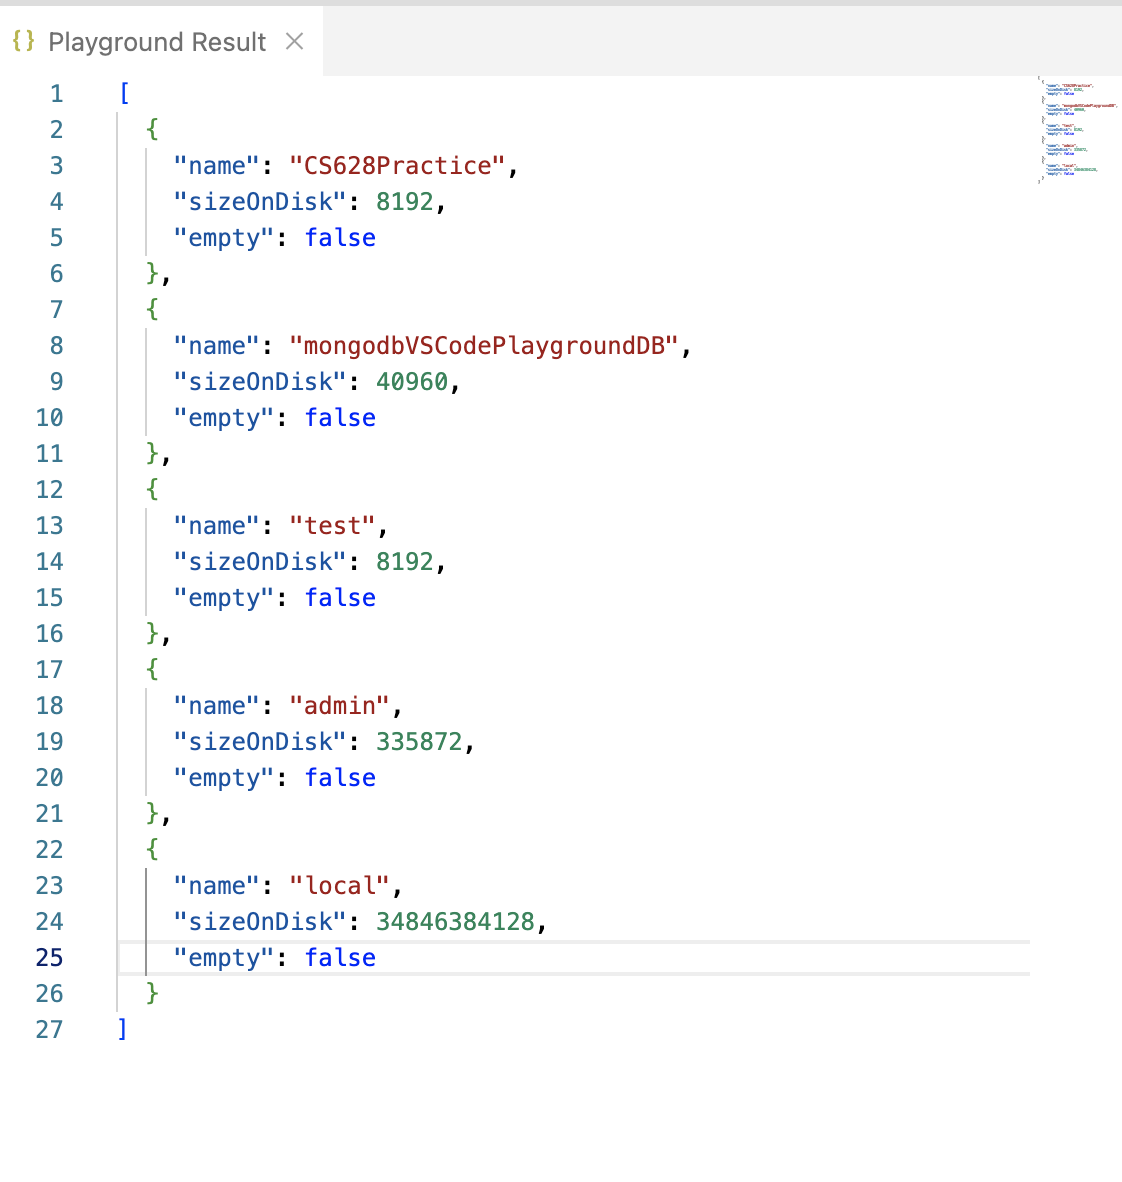 {} Playground Result ×
1 [
2 {
3 "name": "CS628Practice",
4 "sizeOnDisk": 8192,
5 "empty": false
6 },
7 {
8 "name": "mongodbVSCodePlaygroundDB",
9 "sizeOnDisk": 40960,
10 "empty": false
11 },
12 {
13 "name": "test",
14 "sizeOnDisk": 8192,
15 "empty": false
16 },
17 {
18 "name": "admin",
19 "sizeOnDisk": 335872,
20 "empty": false
21 },
22 {
23 "name": "local",
24 "sizeOnDisk": 34846384128,
25 "empty": false
26 }
27 ]